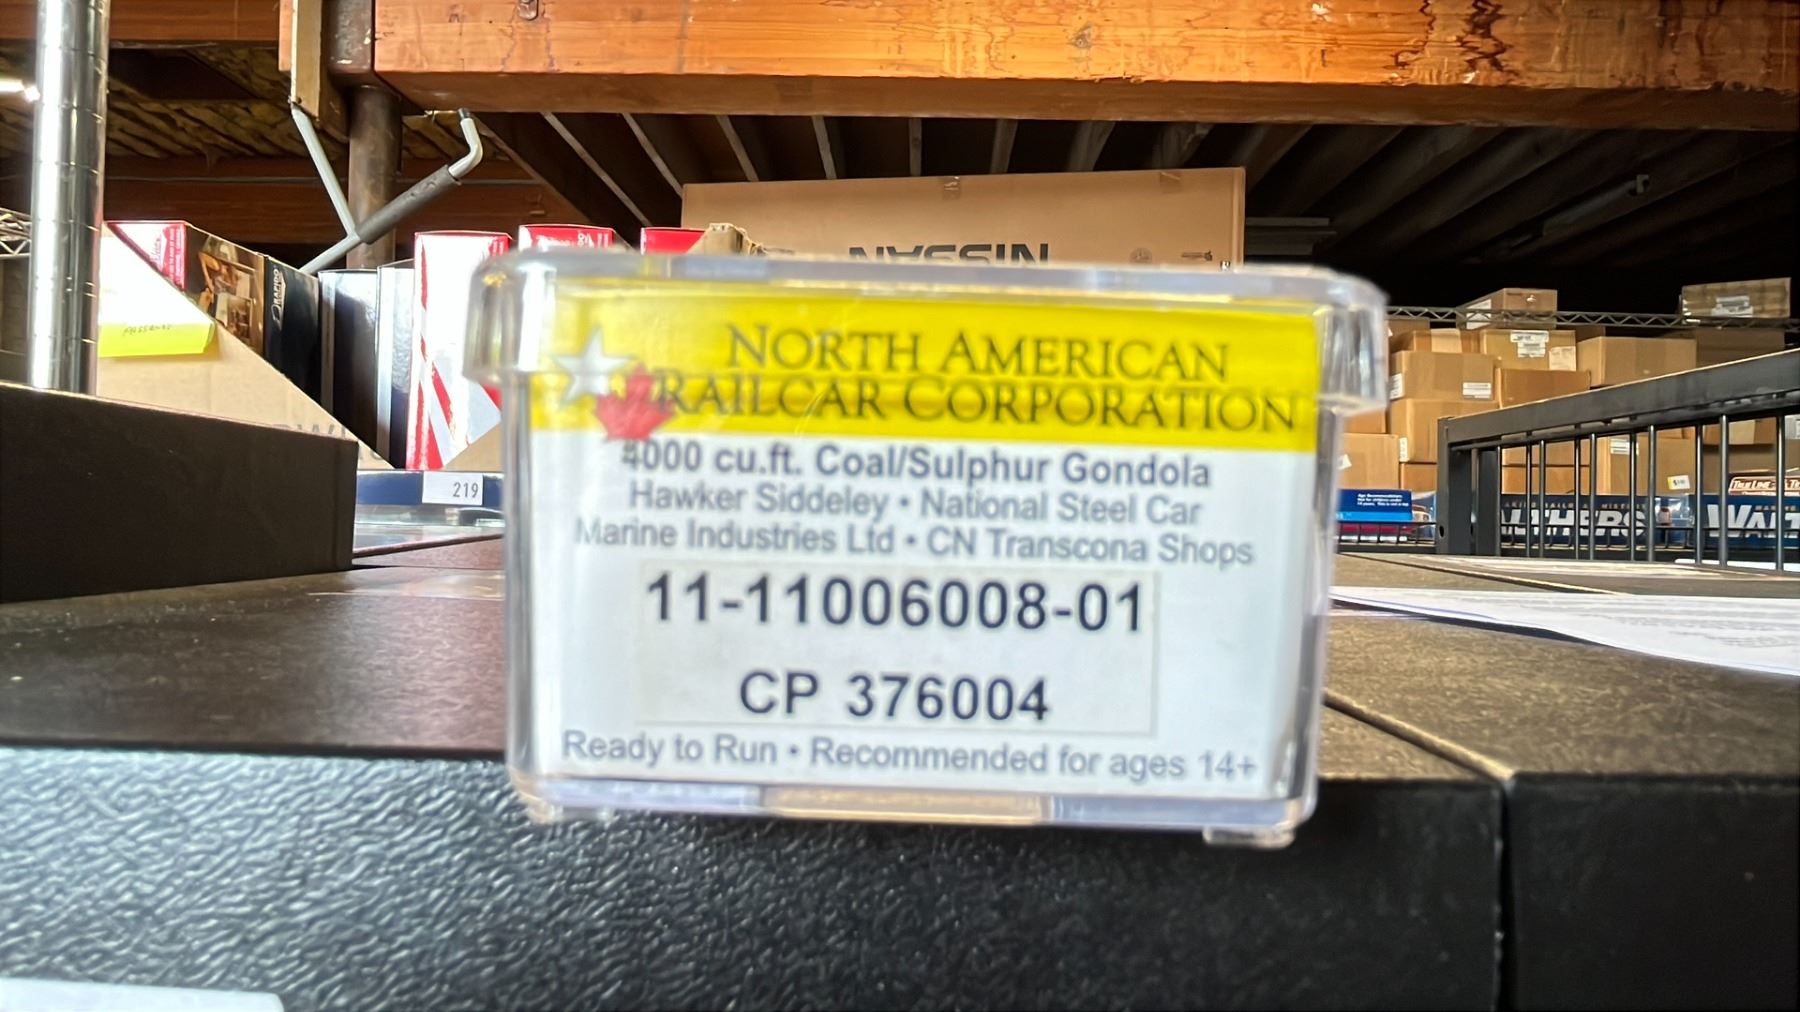 NISSAN
NORTH AMERICAN
RAILCAR CORPORATION
4000 cu.ft. Coal/Sulphur Gondola
Hawker Siddeley • National Steel Car
Marine Industries Ltd • CN Transcona Shops
11-11006008-01
CP 376004
Ready to Run • Recommended for ages 14+
219
RAPIDO